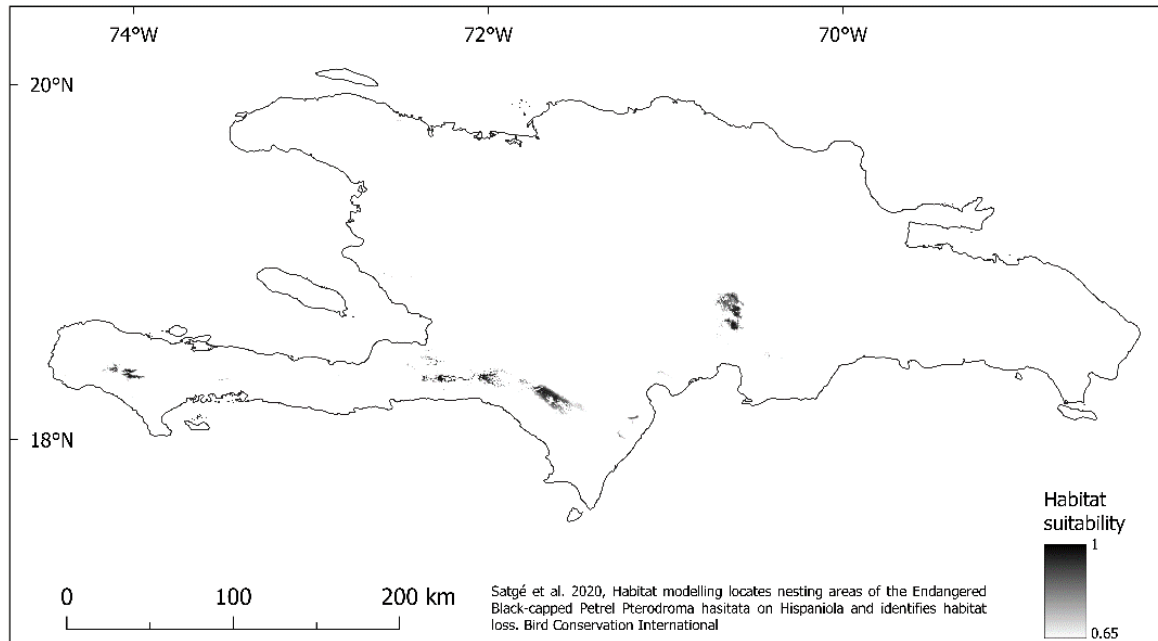 74°W
72°W
70°W
20°N
18°N
Habitat
suitability
1
0.65
0
100
200 km
Satgé et al. 2020, Habitat modelling locates nesting areas of the Endangered
Black-capped Petrel Pterodroma hasitata on Hispaniola and identifies habitat
loss. Bird Conservation International